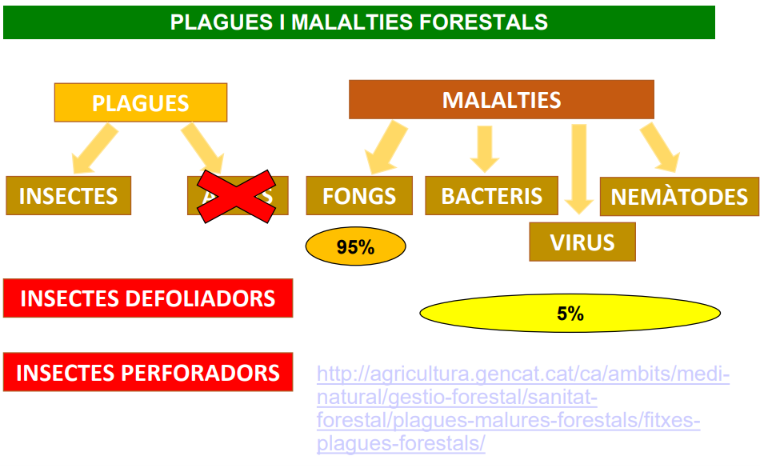 PLAGUES I MALALTIES FORESTALS
PLAGUES
MALALTIES
INSECTES
FONGS
BACTERIS
NEMÀTODES
VIRUS
95%
INSECTES DEFOLIADORS
5%
INSECTES PERFORADORS
http://agricultura.gencat.cat/ca/ambits/medi-
natural/gestio-forestal/sanitat-
forestal/plagues-malures-forestals/fitxes-
plagues-forestals/